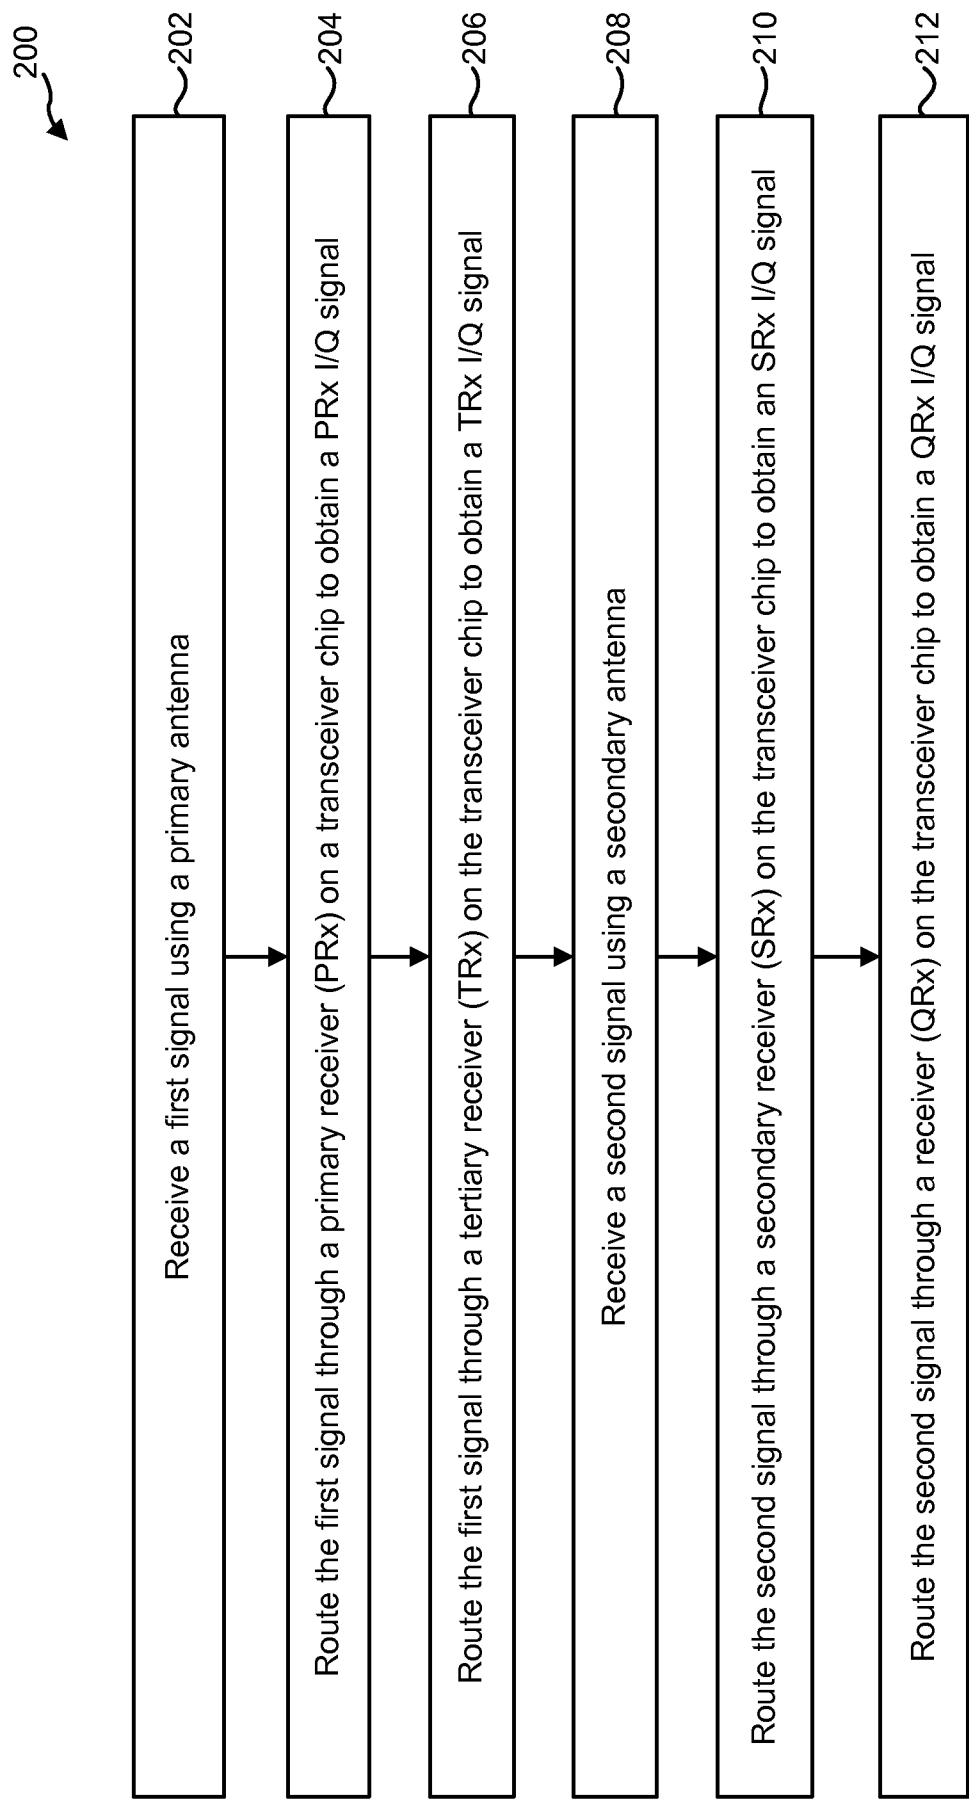 200
Receive a first signal using a primary antenna
202
Route the first signal through a primary receiver (PRx) on a transceiver chip to obtain a PRx I/Q signal
204
Route the first signal through a tertiary receiver (TRx) on the transceiver chip to obtain a TRx I/Q signal
206
Receive a second signal using a secondary antenna
208
Route the second signal through a secondary receiver (SRx) on the transceiver chip to obtain an SRx I/Q signal
210
Route the second signal through a receiver (QRx) on the transceiver chip to obtain a QRx I/Q signal
212